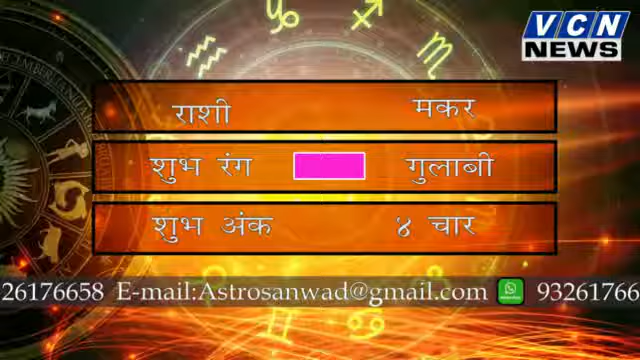 VCN
NEWS
राशी मकर
शुभ रंग गुलाबी
शुभ अंक ४ चार
26176658 E-mail:Astrosanwad@gmail.com 93261766